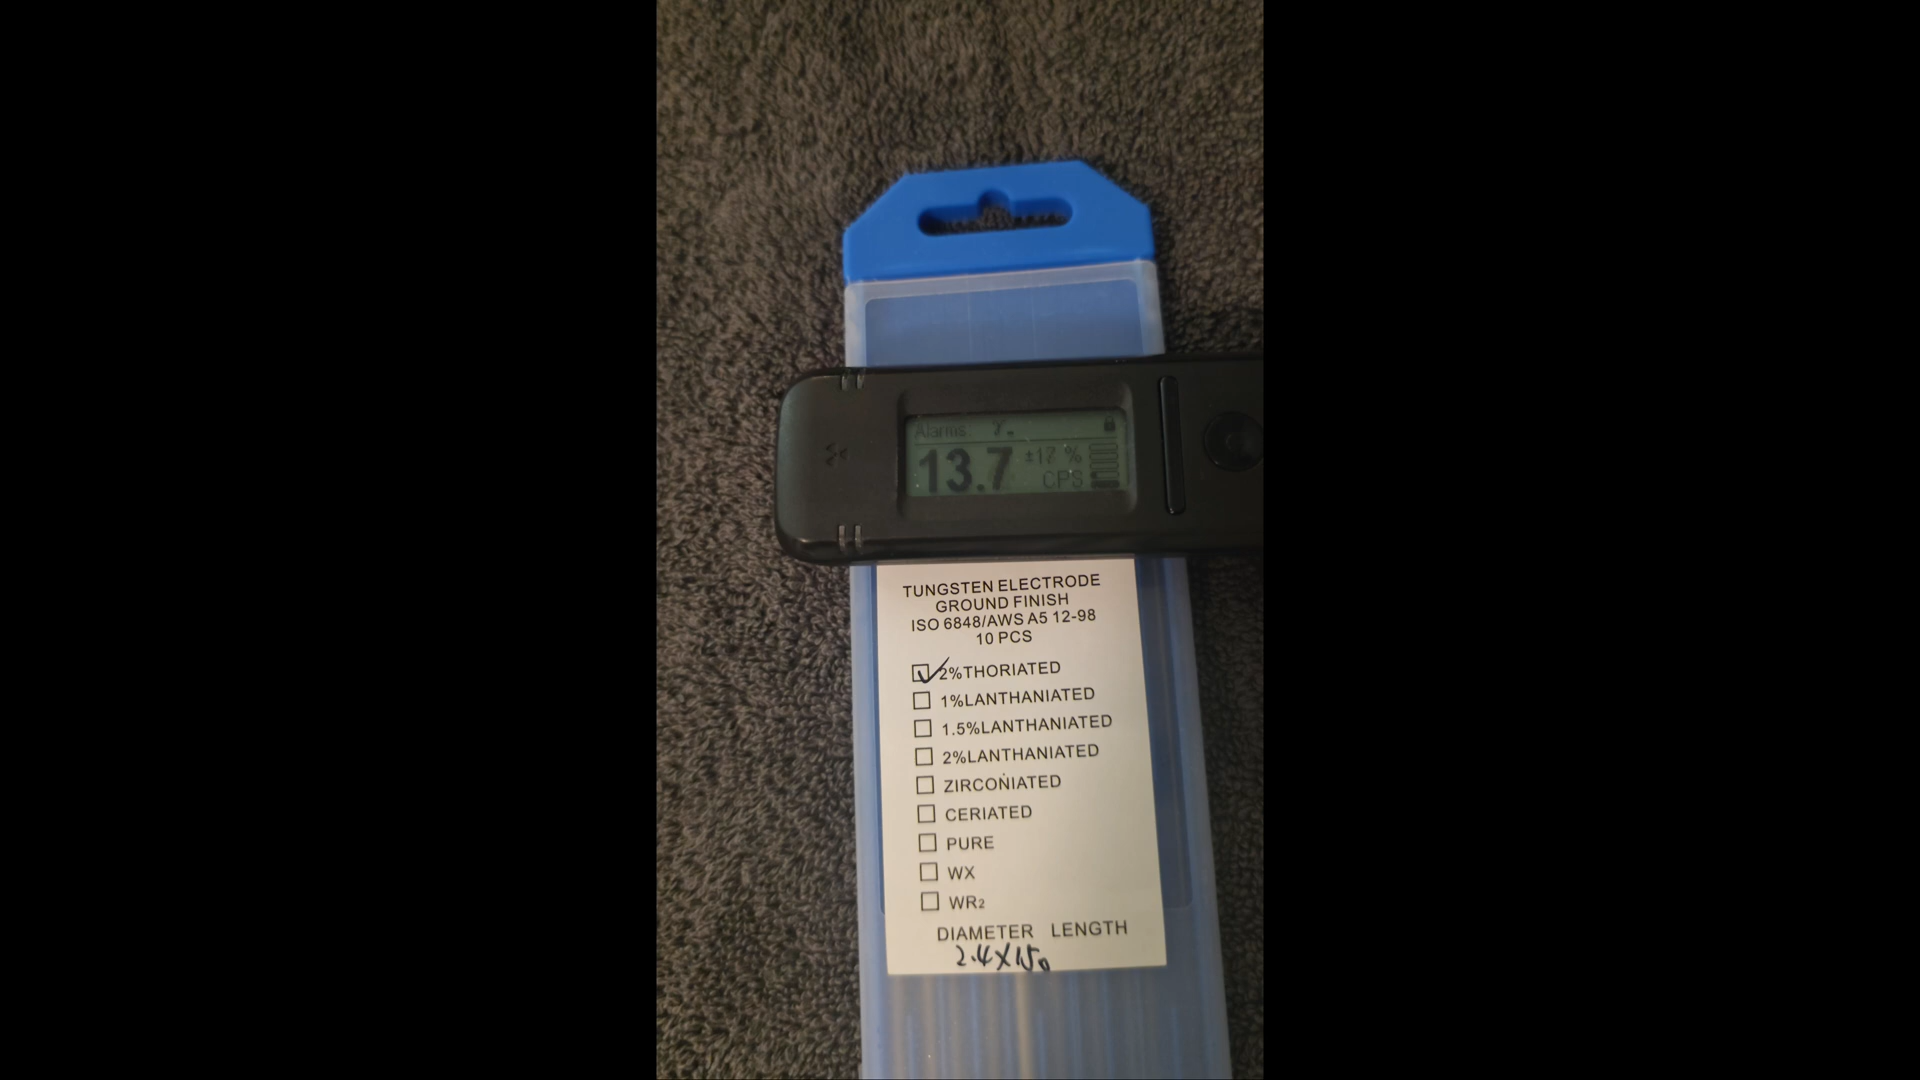 Alarms:
13.7 ±17 %
CPS
TUNGSTEN ELECTRODE
GROUND FINISH
ISO 6848/AWS A5 12-98
10 PCS
2%THORIATED
1%LANTHANIATED
1.5%LANTHANIATED
2%LANTHANIATED
ZIRCONIATED
CERIATED
PURE
WX
WR2
DIAMETER LENGTH
2.4X150